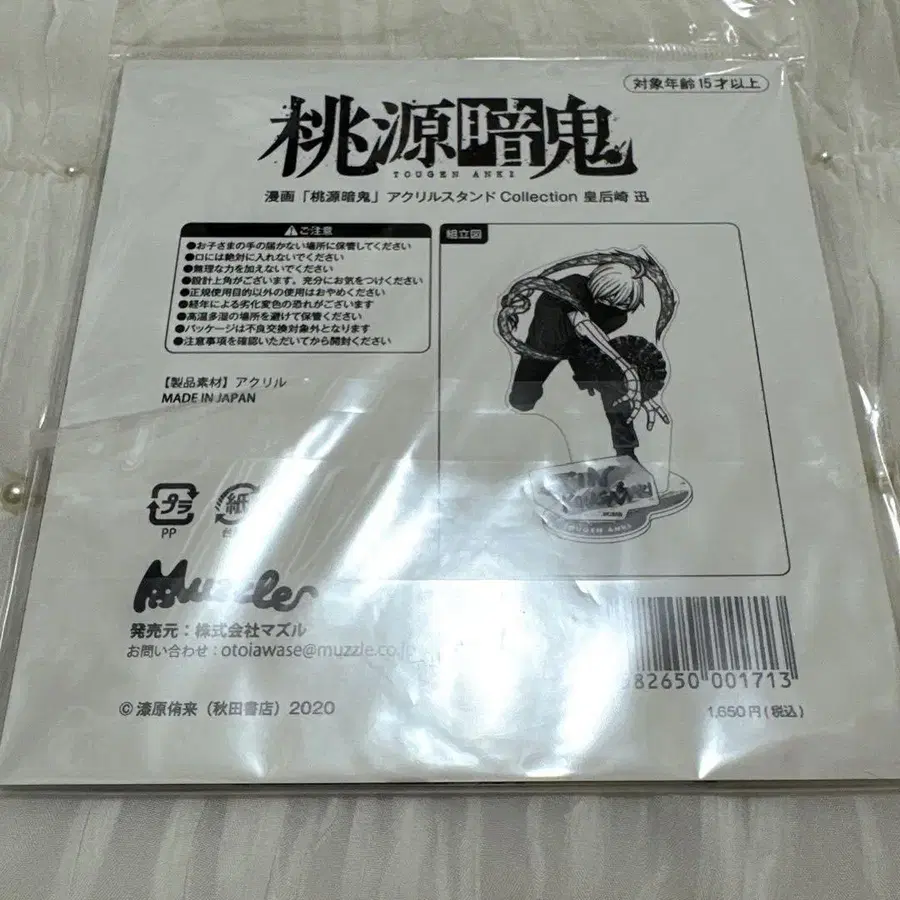 対象年齢15才以上
桃源暗鬼
TOUGEN ANKI
漫画「桃源暗鬼」アクリルスタンド Collection 皇后崎 迅
ご注意
●お子さまの手の届かない場所に保管してください
●口には絶対に入れないでください
●無理な力を加えないでください
●設計上角がございます。充分にお気をつけください
●正規使用目的以外の使用はおやめください
●経年による劣化変色の恐れがございます
●高温多湿の場所を避けて保管ください
●パッケージは不良交換対象外となります
●注意事項を確認いただいてから開封ください
組立図
【製品素材】アクリル
MADE IN JAPAN
TOUGEN ANKI
プラ
PP
紙
Muzzle
発売元:株式会社マズル
お問い合わせ:otoiawase@muzzle.co.jp
82650 001713
©漆原侑来(秋田書店)2020
1,650円(税込)